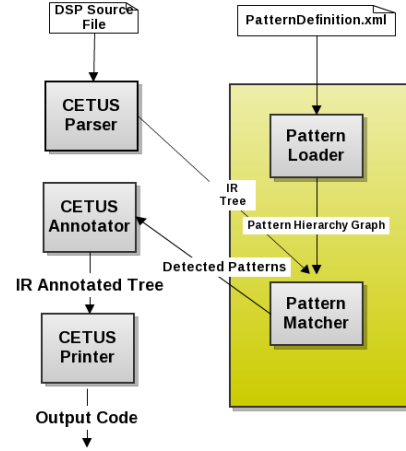 DSP Source
File
PatternDefinition.xml
CETUS
Parser
Pattern
Loader
IR
Tree
CETUS
Annotator
Pattern Hierarchy Graph
Detected Patterns
IR Annotated Tree
Pattern
Matcher
CETUS
Printer
Output Code